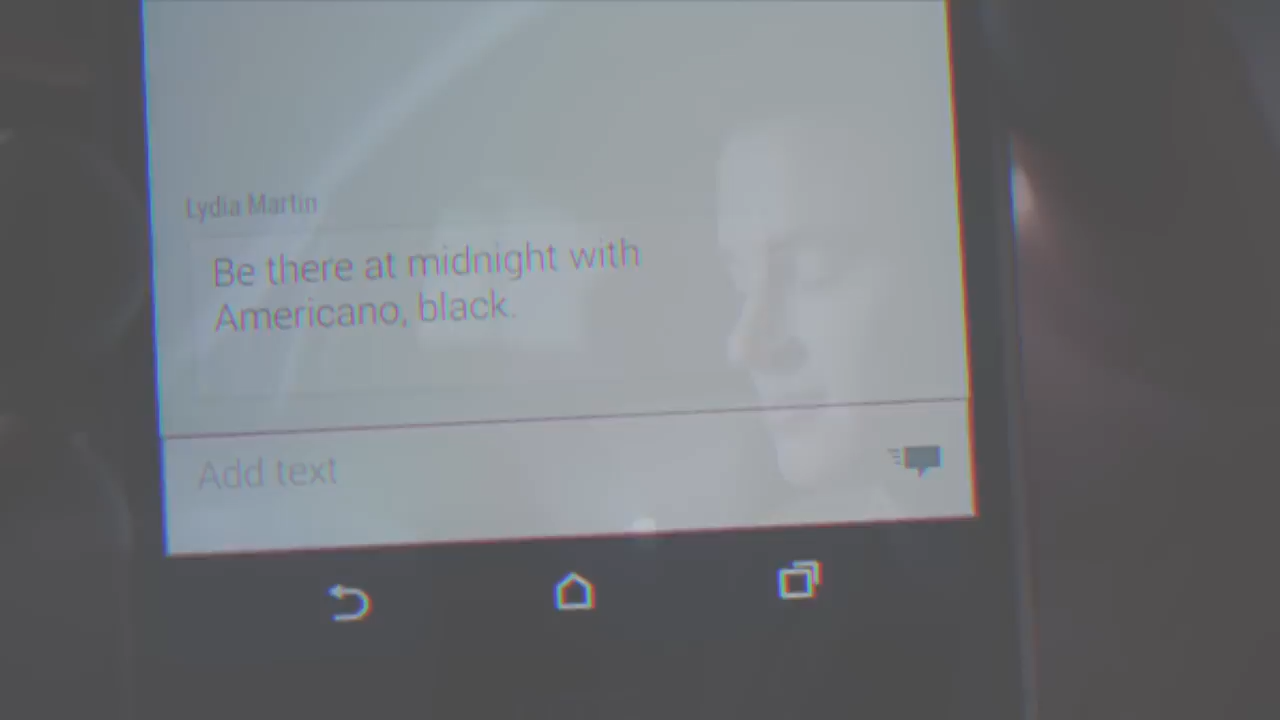 Lydia Martin
Be there at midnight with
Americano, black.
Add text